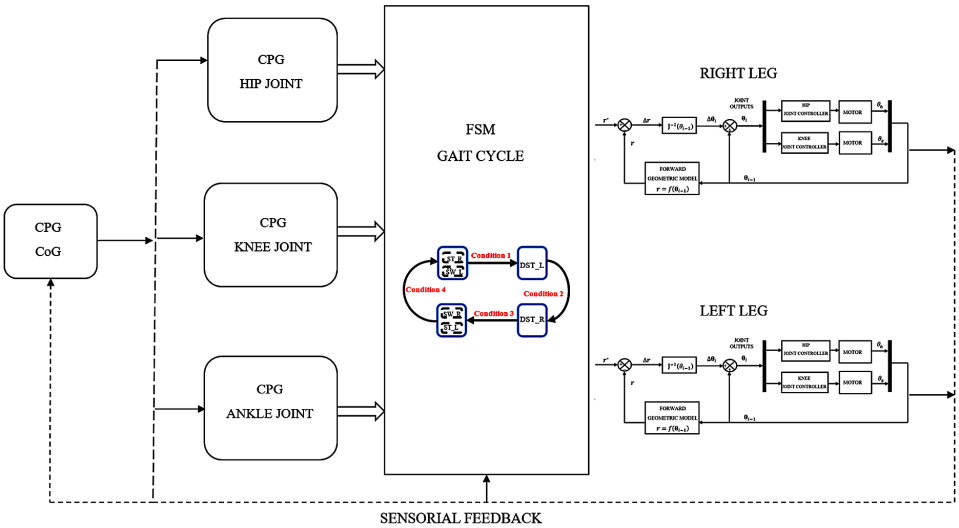 CPG
CoG
CPG
HIP JOINT
CPG
KNEE JOINT
CPG
ANKLE JOINT
FSM
GAIT CYCLE
ST_R
SW_L
Condition 1
DST_L
Condition 2
DST_R
Condition 3
SW_R
ST_L
Condition 4
RIGHT LEG
r*
Δr
r
J⁻¹(θᵢ₋₁)
Δθᵢ
JOINT
OUTPUTS
θᵢ
HIP
JOINT CONTROLLER
MOTOR
θₕ
KNEE
JOINT CONTROLLER
MOTOR
θₖ
FORWARD
GEOMETRIC MODEL
r = f(θᵢ₋₁)
θᵢ₋₁
LEFT LEG
r*
Δr
r
J⁻¹(θᵢ₋₁)
Δθᵢ
JOINT
OUTPUTS
θᵢ
HIP
JOINT CONTROLLER
MOTOR
θₕ
KNEE
JOINT CONTROLLER
MOTOR
θₖ
FORWARD
GEOMETRIC MODEL
r = f(θᵢ₋₁)
θᵢ₋₁
SENSORIAL FEEDBACK